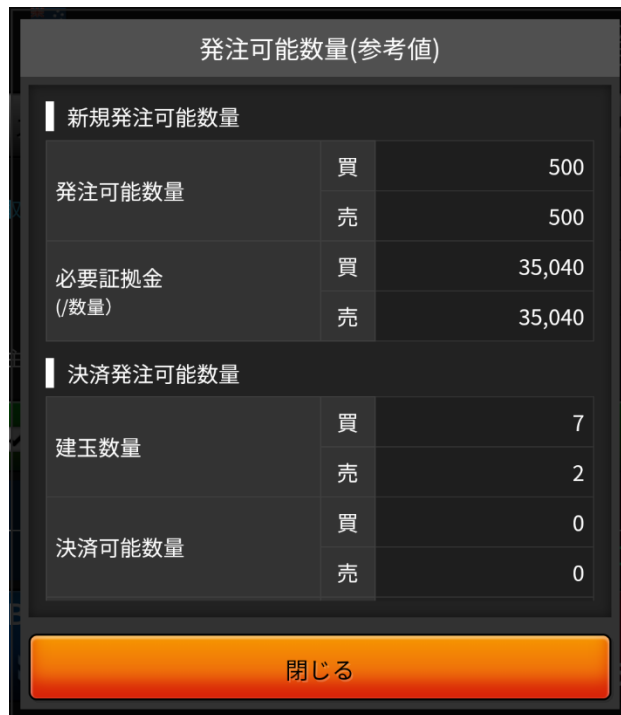 発注可能数量(参考値)
新規発注可能数量
発注可能数量
買 500
売 500
必要証拠金
(/数量)
買 35,040
売 35,040
決済発注可能数量
建玉数量
買 7
売 2
決済可能数量
買 0
売 0
閉じる